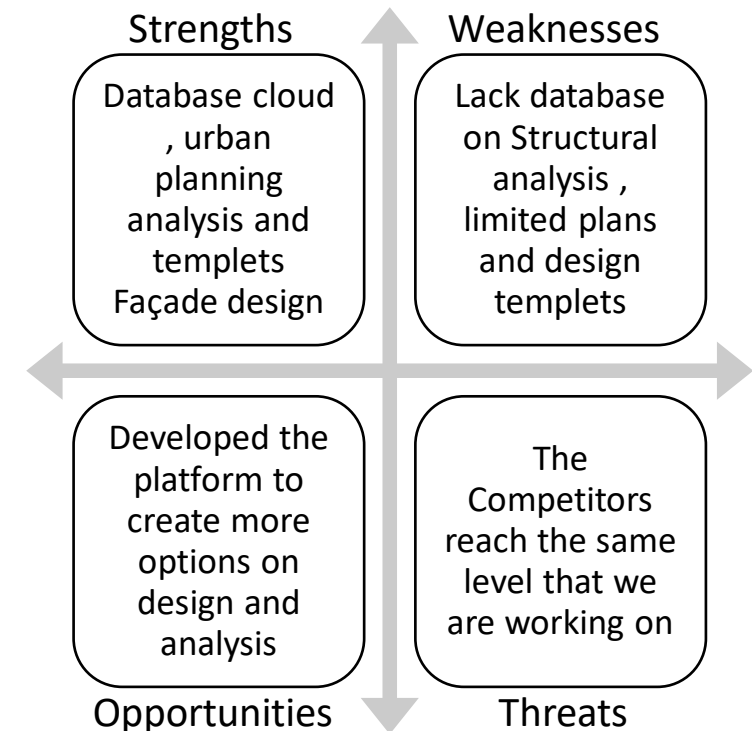 Strengths
Database cloud
, urban
planning
analysis and
templets
Façade design
Weaknesses
Lack database
on Structural
analysis ,
limited plans
and design
templets
Developed the
platform to
create more
options on
design and
analysis
Opportunities
The
Competitors
reach the same
level that we
are working on
Threats